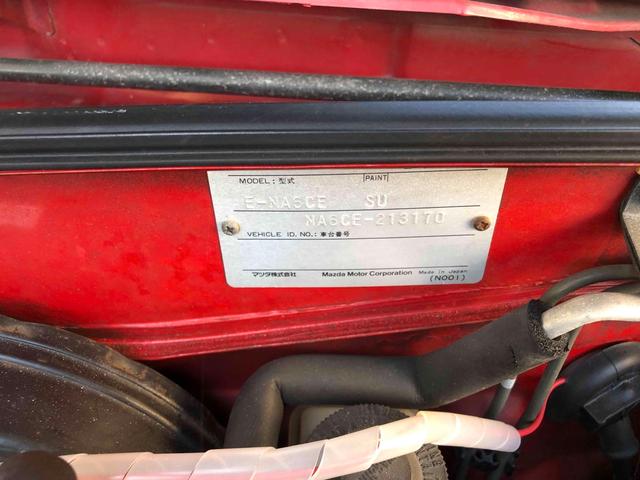 MODEL:型式 PAINT
E-NA6CE SU
NA6CE-213170
VEHICLE ID. NO.:車台番号
マツダ株式会社 Mazda Motor Corporation Made in Japan
(N001)